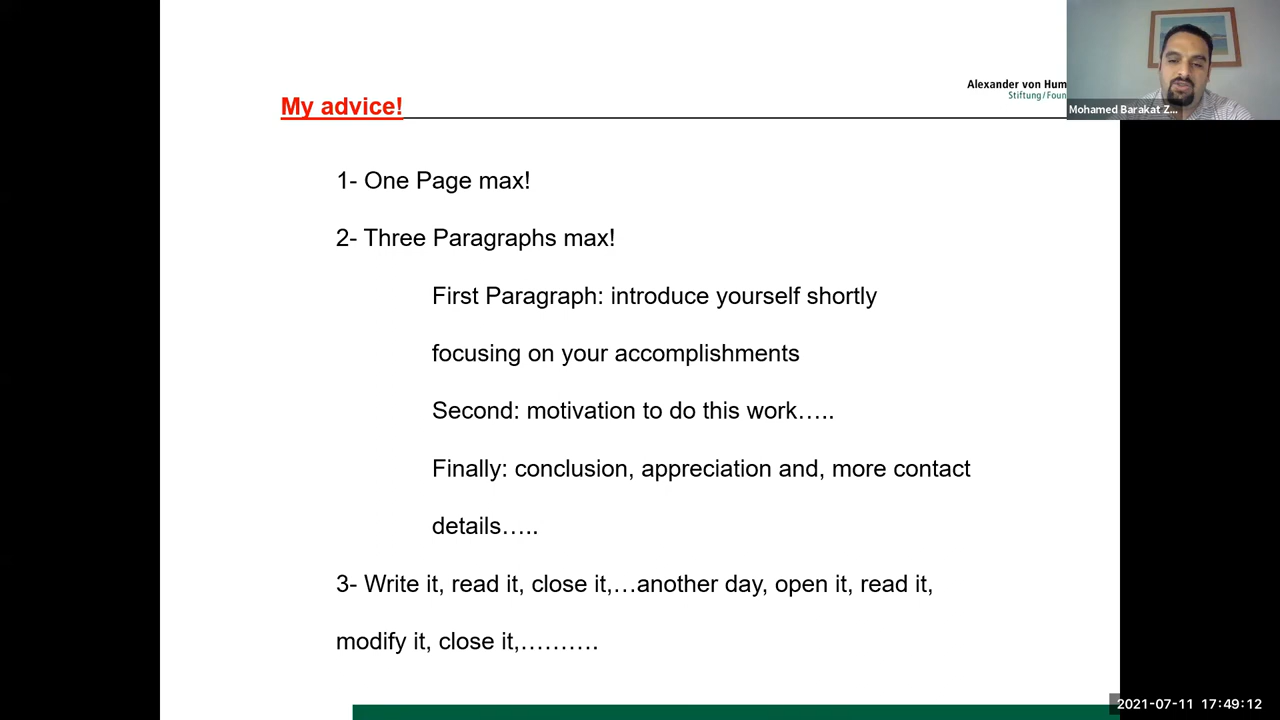 My advice!
Alexander von Hum
Stiftung/Foun
Mohamed Barakat Z...
1- One Page max!
2- Three Paragraphs max!
First Paragraph: introduce yourself shortly
focusing on your accomplishments
Second: motivation to do this work…..
Finally: conclusion, appreciation and, more contact
details…..
3- Write it, read it, close it,…another day, open it, read it,
modify it, close it,……….
2021-07-11 17:49:12